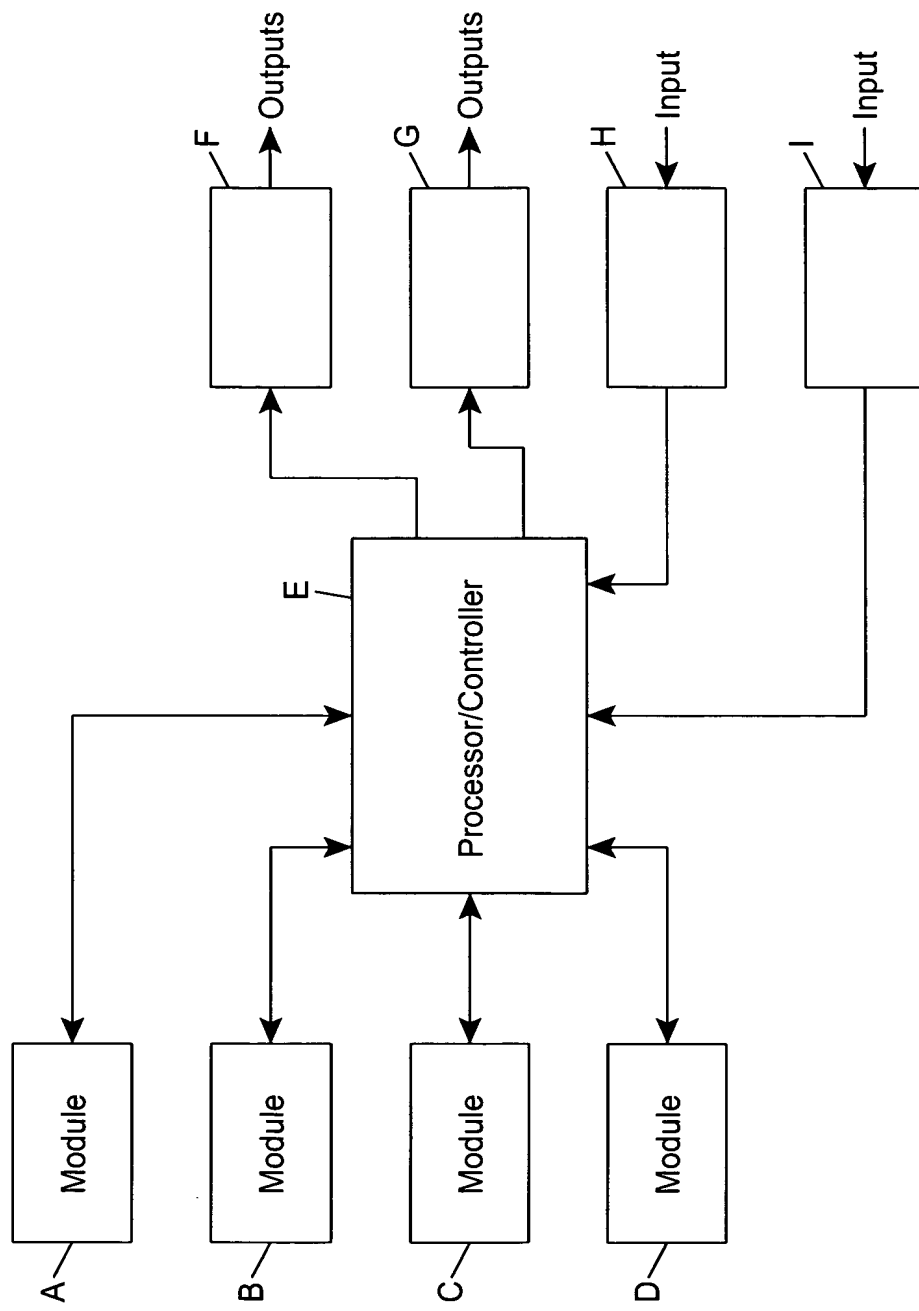 A
Module
B
Module
C
Module
D
Module
E
Processor/Controller
F
Outputs
G
Outputs
H
Input
I
Input